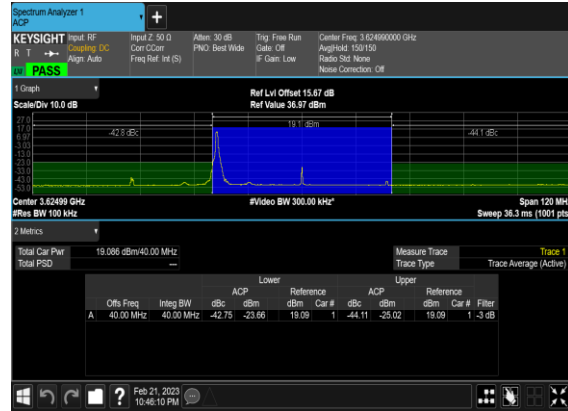 Spectrum Analyzer 1
ACP
KEYSIGHT Input: RF Input Z: 50 Ω Atten: 30 dB Trig: Free Run Center Freq: 3.624990000 GHz
R T Coupling: DC Corr CCorr PNO: Best Wide Gate: Off Avg|Hold: 150/150
Align: Auto Freq Ref: Int (S) IF Gain: Low Radio Std: None
PASS Noise Correction: Off
1 Graph Ref Lvl Offset 15.67 dB
Scale/Div 10.0 dB Ref Value 36.97 dBm
27.0
17.0
6.97
-3.03
-13.0
-23.0
-33.0
-43.0
-53.0
-42.8 dBc
19.1 dBm
-44.1 dBc
Center 3.62499 GHz #Video BW 300.00 kHz* Span 120 MHz
#Res BW 100 kHz Sweep 36.3 ms (1001 pts
2 Metrics
Total Car Pwr 19.086 dBm/40.00 MHz Measure Trace Trace 1
Total PSD --- Trace Type Trace Average (Active)
Lower Upper
ACP Reference ACP Reference
Offs Freq Integ BW dBc dBm dBm Car # dBc dBm dBm Car # Filter
A 40.00 MHz 40.00 MHz -42.75 -23.66 19.09 1 -44.11 -25.02 19.09 1 -3 dB
Feb 21, 2023
10:46:10 PM